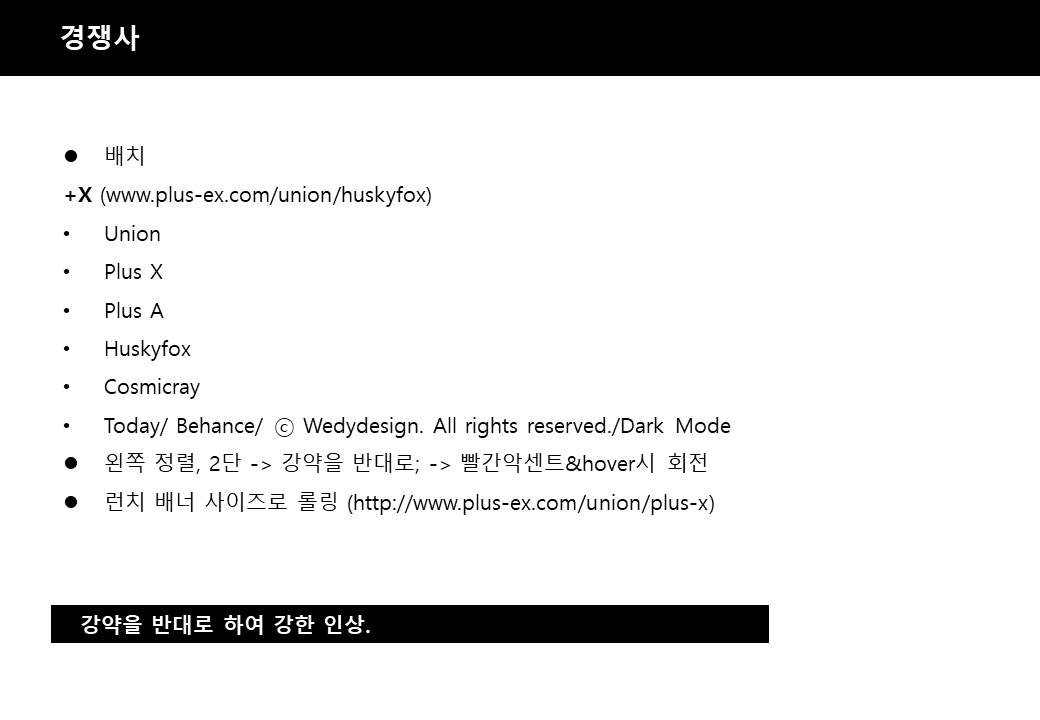 경쟁사
● 배치
+X (www.plus-ex.com/union/huskyfox)
• Union
• Plus X
• Plus A
• Huskyfox
• Cosmicray
• Today/ Behance/ ⓒ Wedydesign. All rights reserved./Dark Mode
● 왼쪽 정렬, 2단 -> 강약을 반대로; -> 빨간악센트&hover시 회전
● 런치 배너 사이즈로 롤링 (http://www.plus-ex.com/union/plus-x)
강약을 반대로 하여 강한 인상.